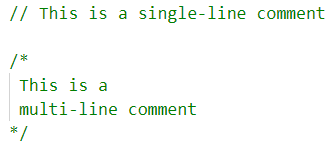 // This is a single-line comment

/*
 This is a
 multi-line comment
*/